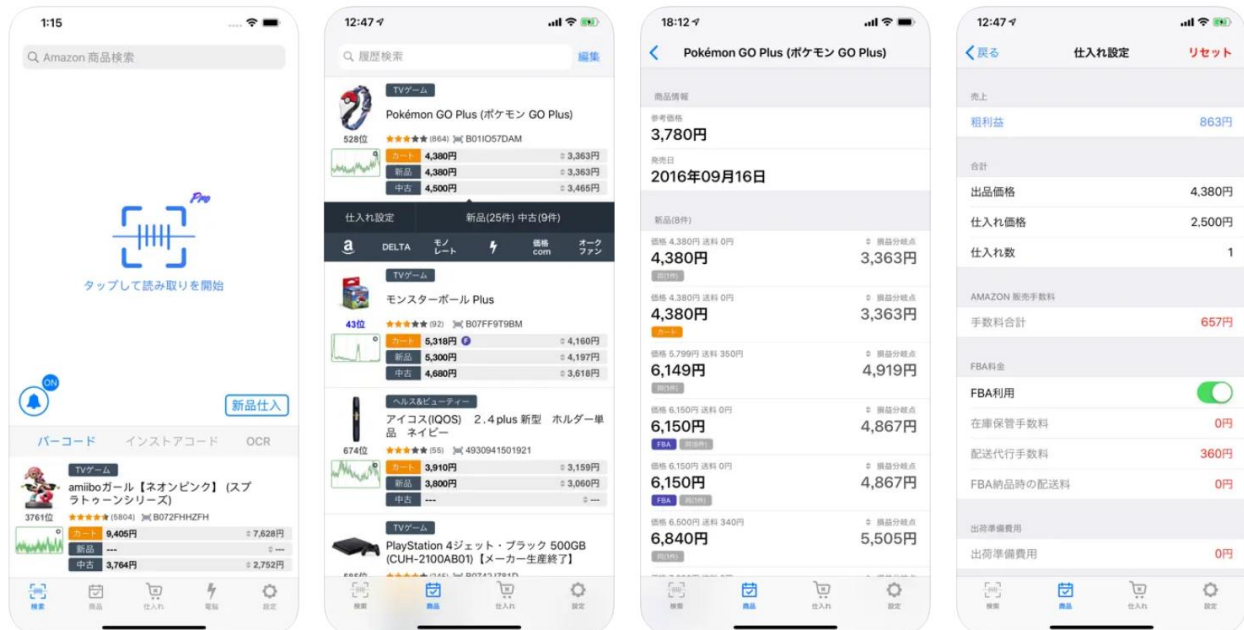 1:15
Amazon 商品検索
Pro
タップして読み取りを開始
ON
新品仕入
バーコード インストアコード OCR
TVゲーム
amiiboガール【ネオンピンク】 (スプ
ラトゥーンシリーズ)
3761位 (5804) B072FHHZFH
カート 9,405円 7,628円
新品 --- ---
中古 3,764円 2,752円
検索 商品 仕入れ 電脳 設定
12:47
履歴検索 編集
TVゲーム
Pokémon GO Plus (ポケモン GO Plus)
528位 (864) B01IO57DAM
カート 4,380円 3,363円
新品 4,380円 3,363円
中古 4,500円 3,465円
仕入れ設定 新品(25件) 中古(9件)
a DELTA モノ
レート 価格
com オーク
ファン
TVゲーム
モンスターボール Plus
43位 (92) B07FF9T9BM
カート 5,318円 F 4,160円
新品 5,300円 4,197円
中古 4,680円 3,618円
ヘルス&ビューティー
アイコス(IQOS) 2.4plus 新型 ホルダー単
品 ネイビー
674位 (55) 4930941501921
カート 3,910円 3,159円
新品 3,800円 3,060円
中古 --- ---
TVゲーム
PlayStation 4ジェット・ブラック 500GB
(CUH-2100AB01)【メーカー生産終了】
検索 商品 仕入れ 設定
18:12
Pokémon GO Plus (ポケモン GO Plus)
商品情報
参考価格
3,780円
発売日
2016年09月16日
新品(8件)
価格 4,380円 送料 0円 損益分岐点
4,380円 3,363円
価格 4,380円 送料 0円 損益分岐点
4,380円 3,363円
カート
価格 5,799円 送料 350円 損益分岐点
6,149円 4,919円
価格 6,150円 送料 0円 損益分岐点
6,150円 4,867円
FBA
価格 6,150円 送料 0円 損益分岐点
6,150円 4,867円
FBA
価格 6,500円 送料 340円 損益分岐点
6,840円 5,505円
検索 商品 仕入れ 設定
12:47
戻る 仕入れ設定 リセット
売上
粗利益 863円
合計
出品価格 4,380円
仕入れ価格 2,500円
仕入れ数 1
AMAZON 販売手数料
手数料合計 657円
FBA料金
FBA利用
在庫保管手数料 0円
配送代行手数料 360円
FBA納品時の配送料 0円
出荷準備費用
出荷準備費用 0円
検索 商品 仕入れ 設定